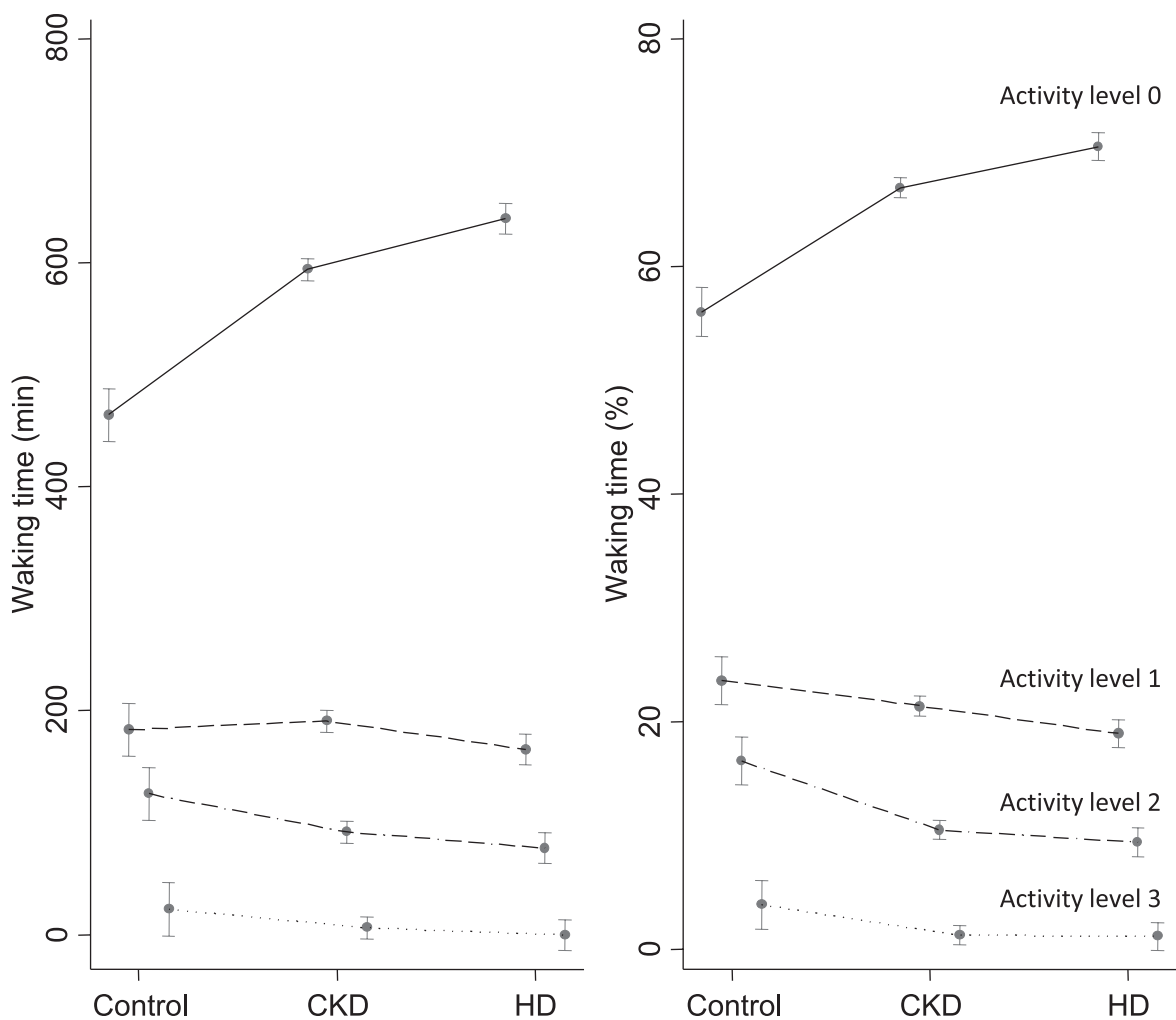 Waking time (min)
800
600
400
200
0
Control CKD HD
Waking time (%)
80
60
40
20
0
Activity level 0
Activity level 1
Activity level 2
Activity level 3
Control CKD HD